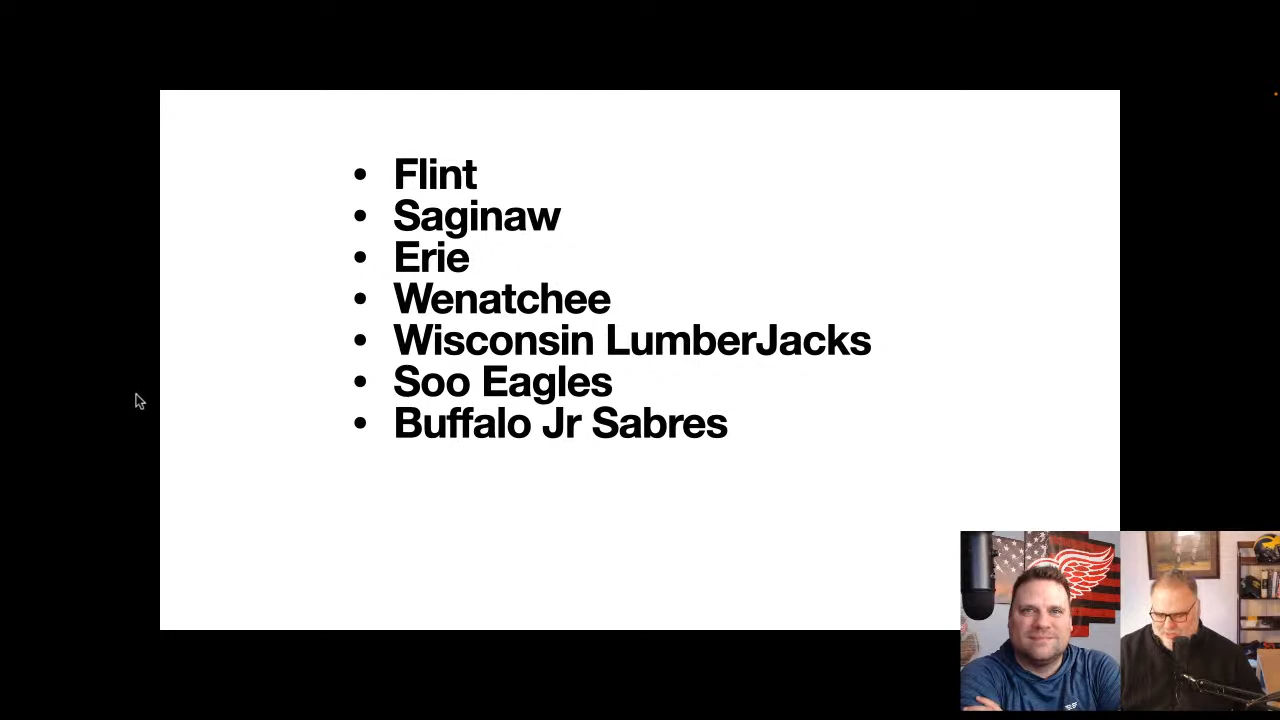 • Flint
• Saginaw
• Erie
• Wenatchee
• Wisconsin LumberJacks
• Soo Eagles
• Buffalo Jr Sabres